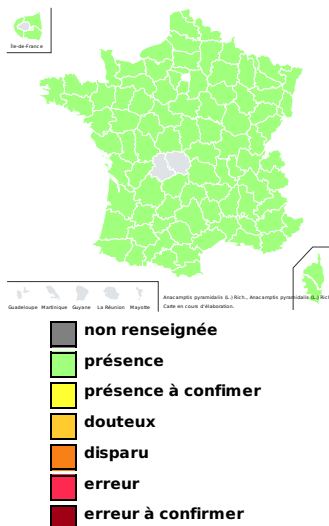 Île-de-France
Guadeloupe Martinique Guyane La Réunion Mayotte
Anacamptis pyramidalis (L.) Rich., Anacamptis pyramidalis (L.) Rich
Carte en cours d'élaboration.
non renseignée
présence
présence à confimer
douteux
disparu
erreur
erreur à confirmer